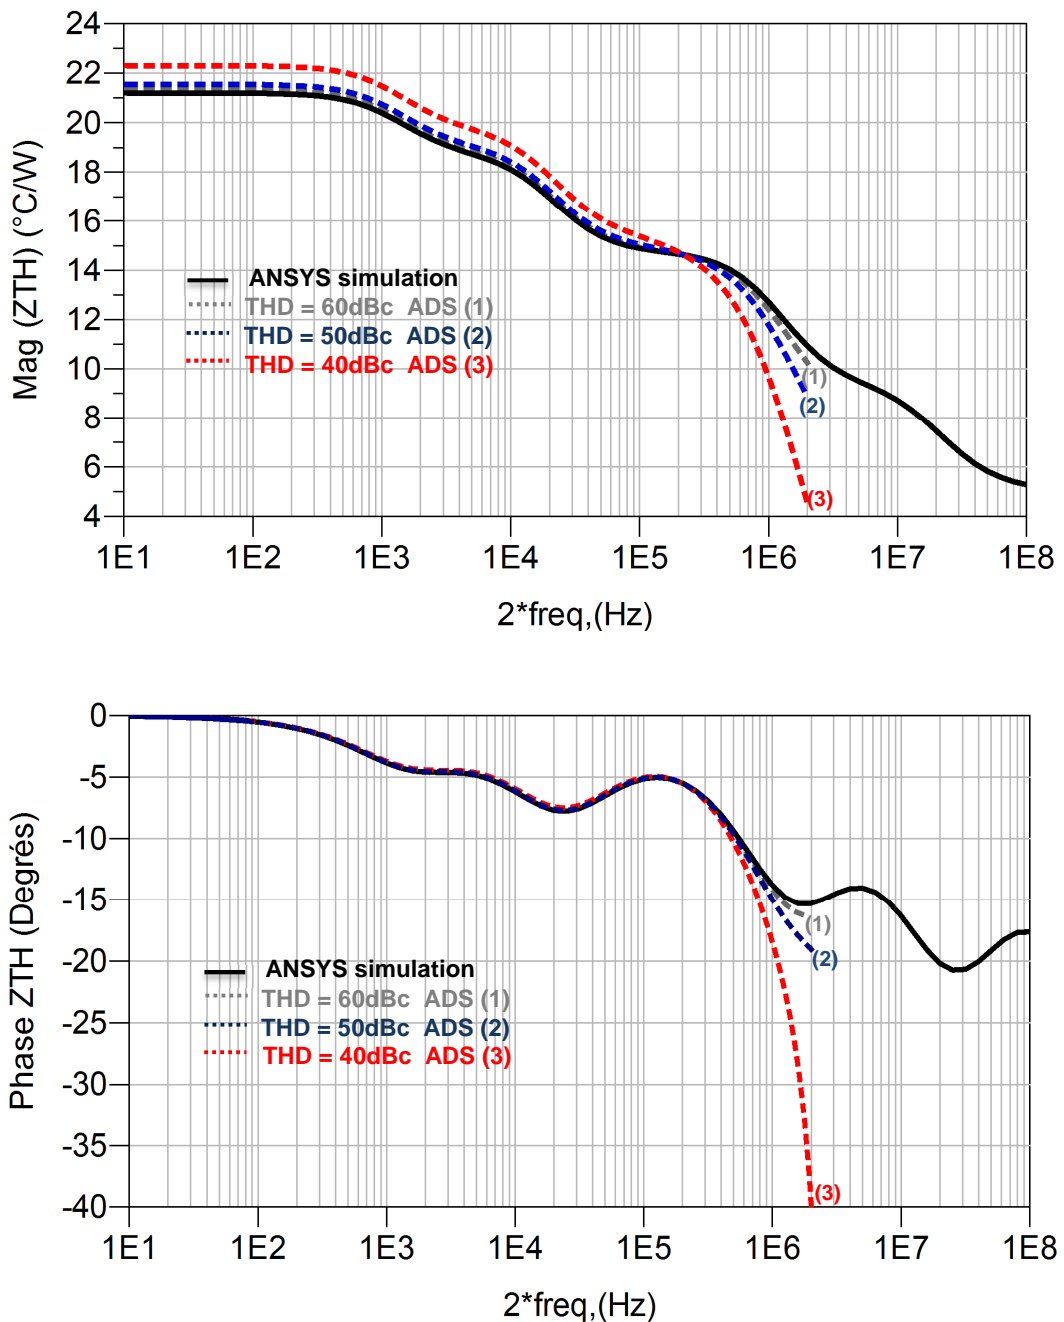 24
22
20
18
16
14
12
10
8
6
4
Mag (ZTH) (°C/W)
ANSYS simulation
THD = 60dBc ADS (1)
THD = 50dBc ADS (2)
THD = 40dBc ADS (3)
(1)
(2)
(3)
1E1 1E2 1E3 1E4 1E5 1E6 1E7 1E8
2*freq,(Hz)
0
-5
-10
-15
-20
-25
-30
-35
-40
Phase ZTH (Degrés)
ANSYS simulation
THD = 60dBc ADS (1)
THD = 50dBc ADS (2)
THD = 40dBc ADS (3)
(1)
(2)
(3)
1E1 1E2 1E3 1E4 1E5 1E6 1E7 1E8
2*freq,(Hz)